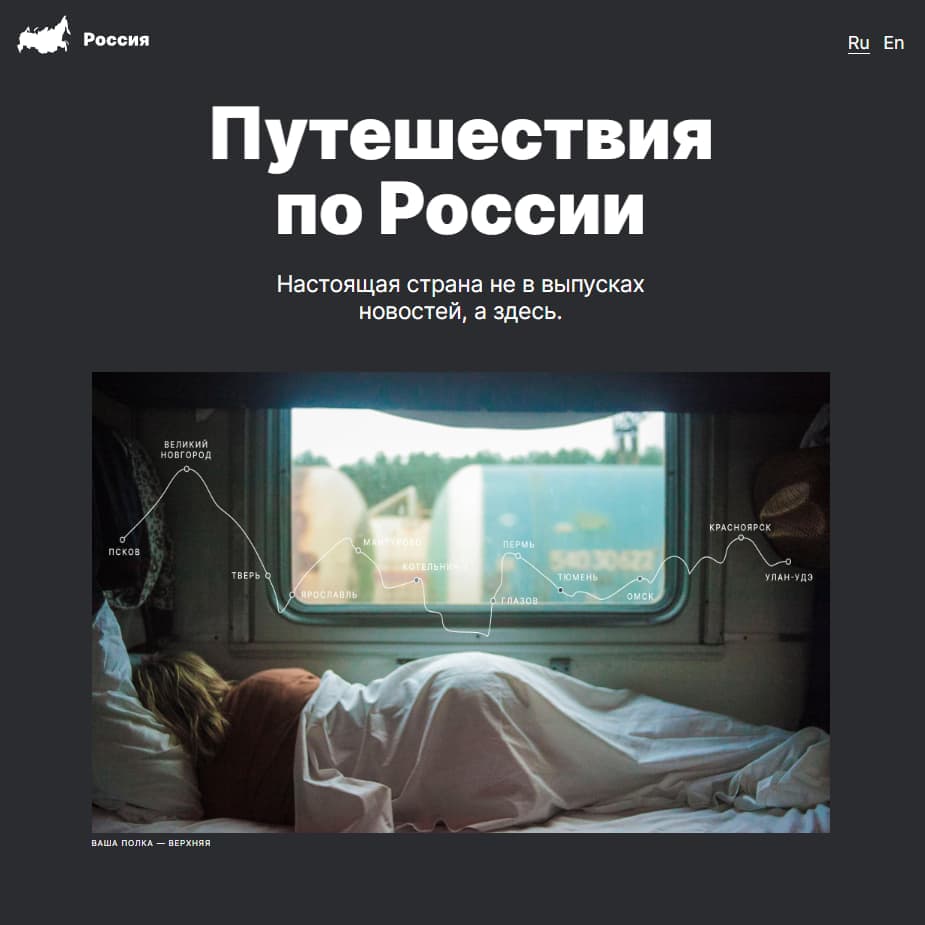 Россия
Ru En
Путешествия
по России
Настоящая страна не в выпусках
новостей, а здесь.
ВЕЛИКИЙ
НОВГОРОД
ПСКОВ
ТВЕРЬ
ЯРОСЛАВЛЬ
МАНТУРОВО
КОТЕЛЬНИЧ
ГЛАЗОВ
ПЕРМЬ
ТЮМЕНЬ
ОМСК
КРАСНОЯРСК
УЛАН-УДЭ
ВАША ПОЛКА — ВЕРХНЯЯ